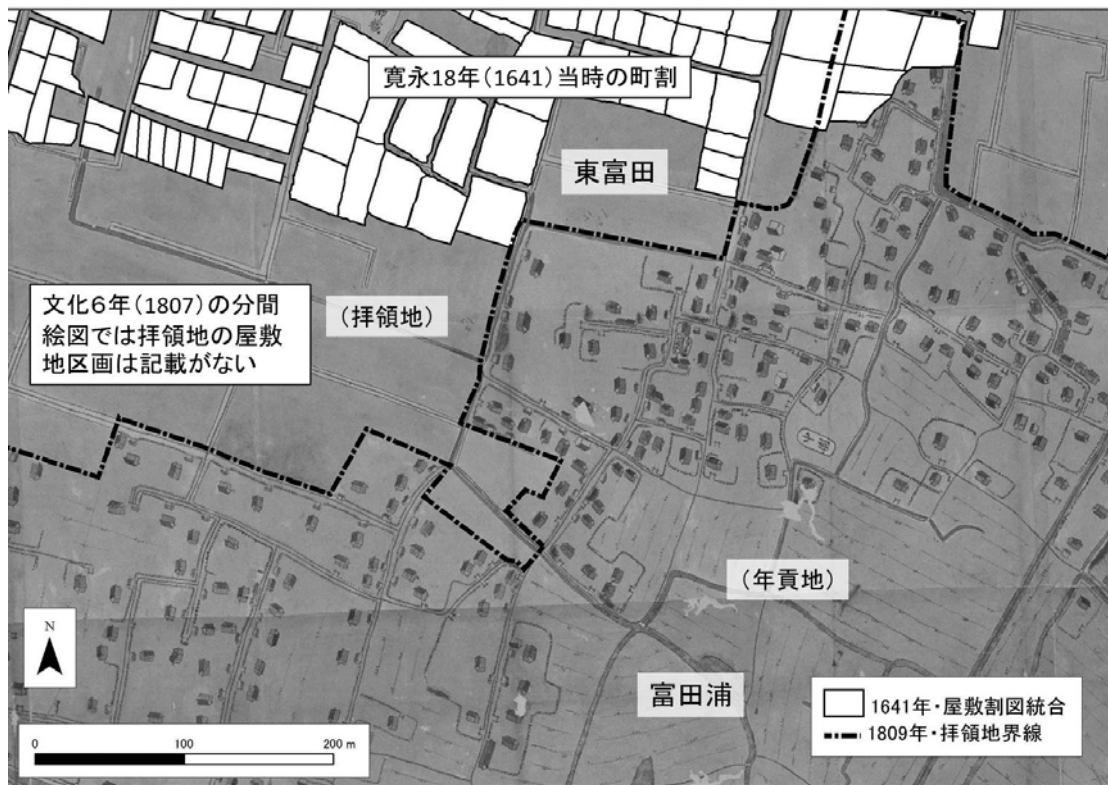 寛永18年(1641)当時の町割
東富田
(拝領地)
文化6年(1807)の分間
絵図では拝領地の屋敷
地区画は記載がない
(年貢地)
富田浦
N
0 100 200 m
1641年・屋敷割図統合
1809年・拝領地界線